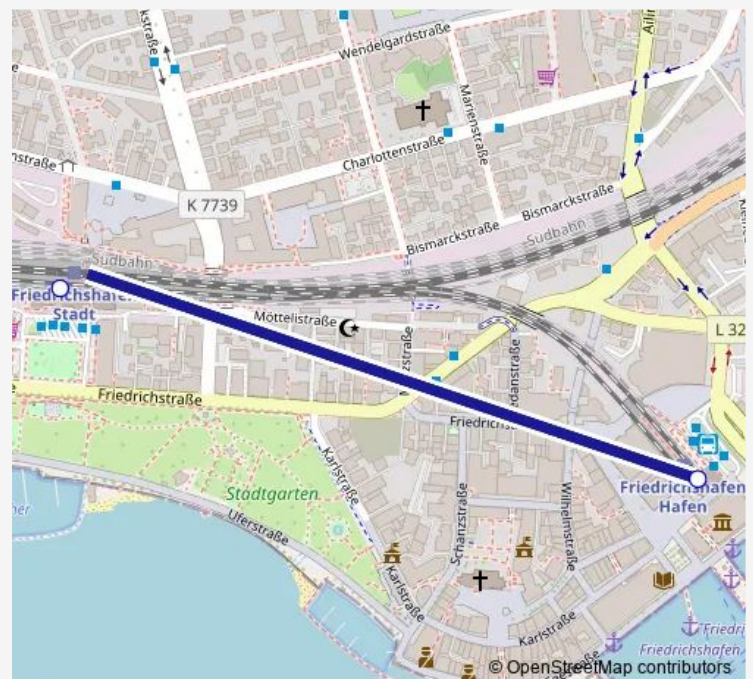 Wendelgardstraße
Marienstraße
Charlottenstraße
K 7739
Bismarckstraße
Bismarckstraße
Südbahn
Südbahn
Stadt
Möttelistraße
L 32
Friedrichstraße
Karlstraße
Schanzstraße
Wilhelmstraße
Stadtgarten
Uferstraße
Friedrichshafen
Hafen
Karlstraße
Karlstraße
Friedrichshafen
© OpenStreetMap contributors